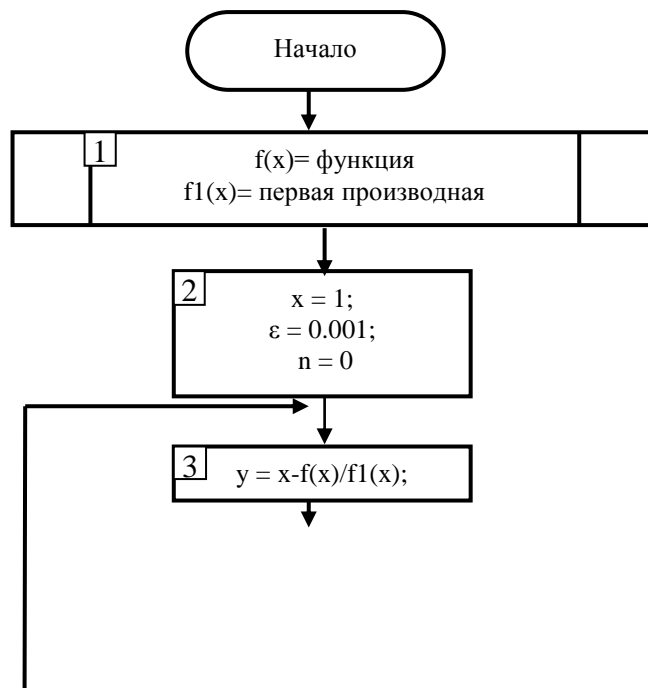 Начало
1
f(x)= функция
f1(x)= первая производная
2
x = 1;
ε = 0.001;
n = 0
3
y = x-f(x)/f1(x);